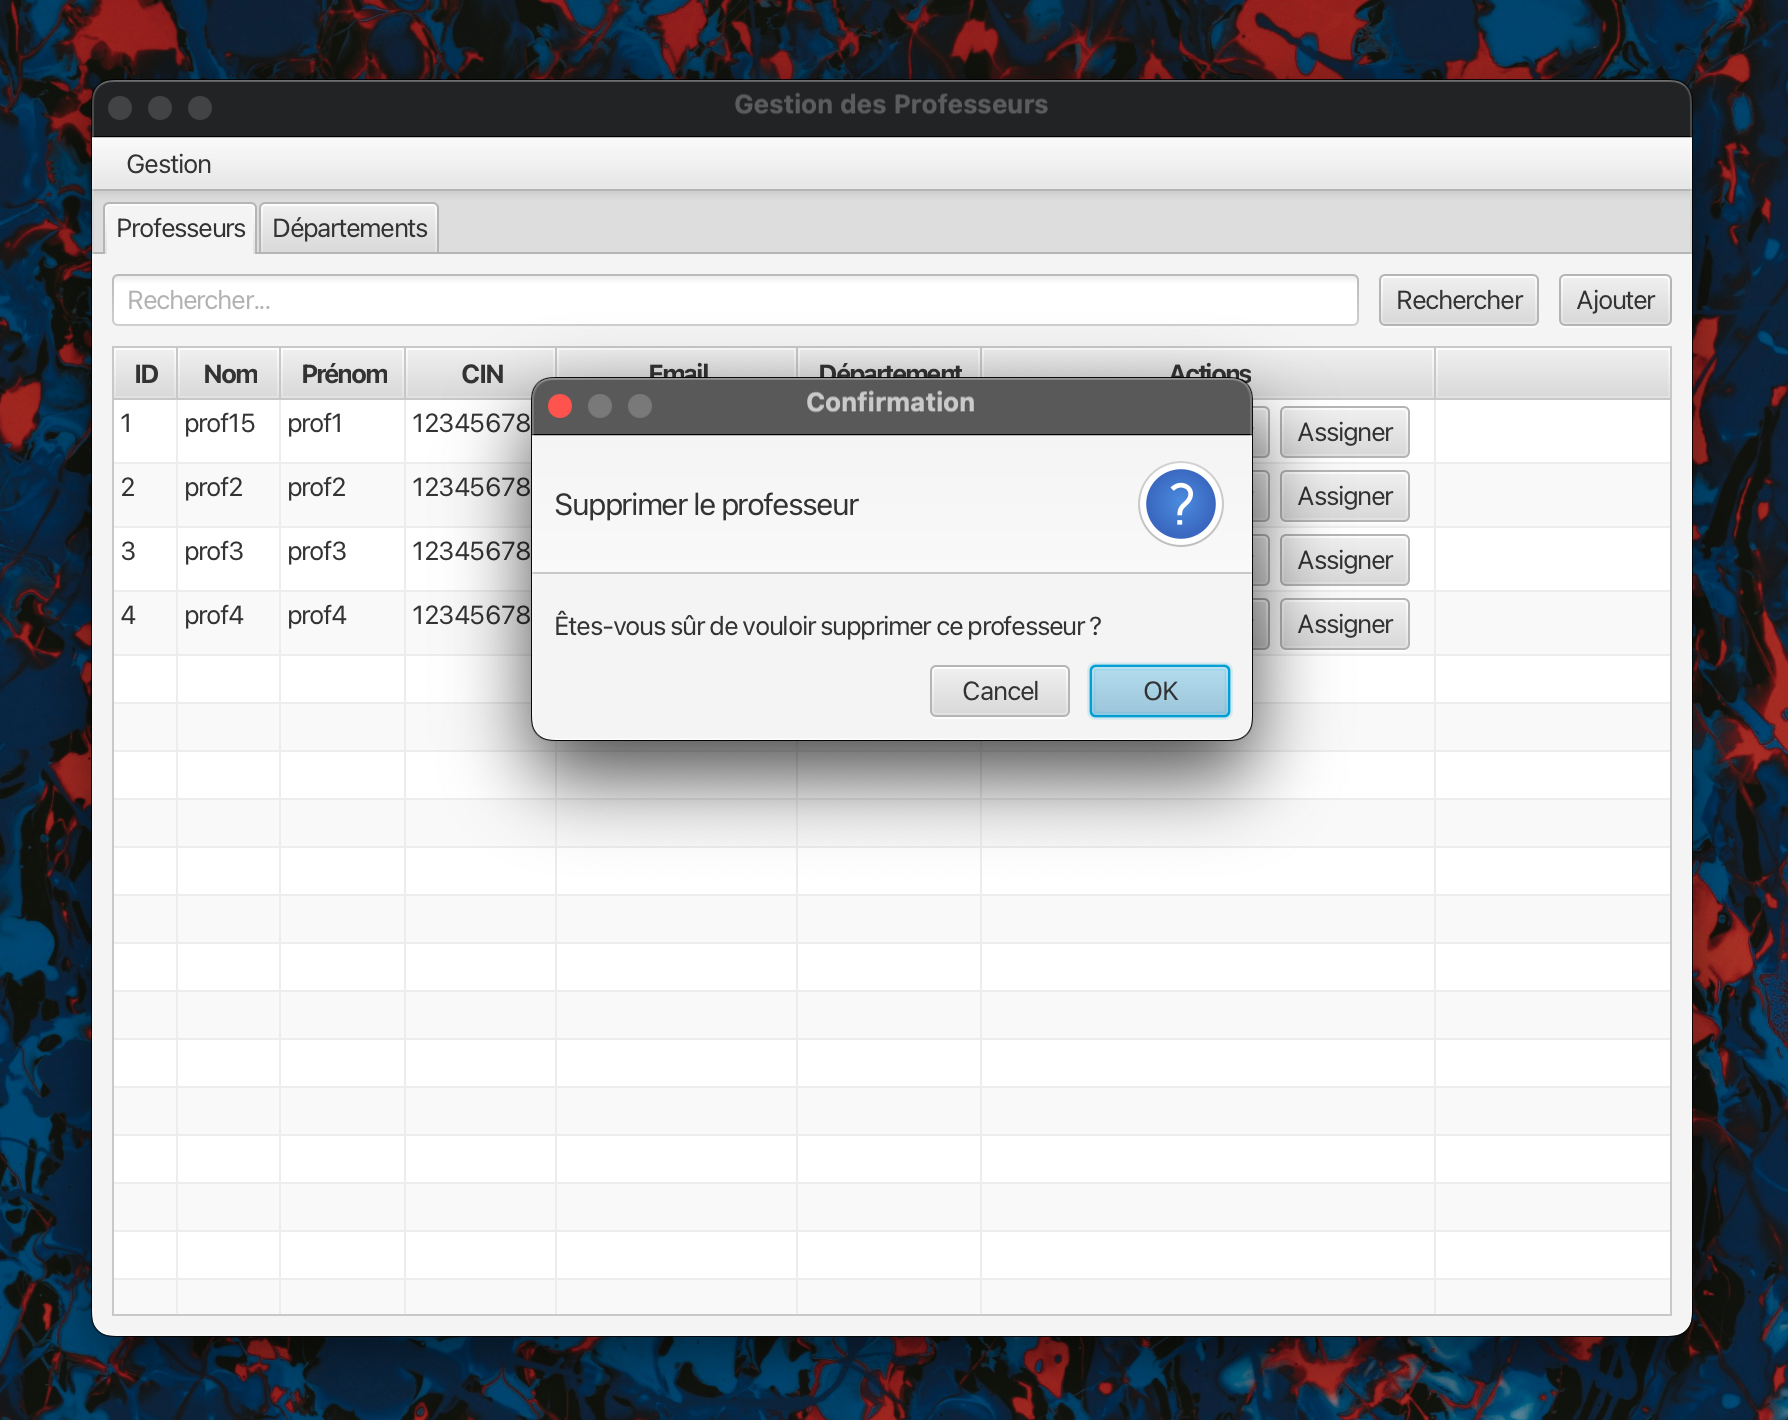 Gestion des Professeurs
Gestion
Professeurs Départements
Rechercher... Rechercher Ajouter
ID Nom Prénom CIN Email Département Actions
1 prof15 prof1 12345678 Assigner
2 prof2 prof2 12345678 Assigner
3 prof3 prof3 12345678 Assigner
4 prof4 prof4 12345678 Assigner
Confirmation
Supprimer le professeur
?
Êtes-vous sûr de vouloir supprimer ce professeur ?
Cancel OK